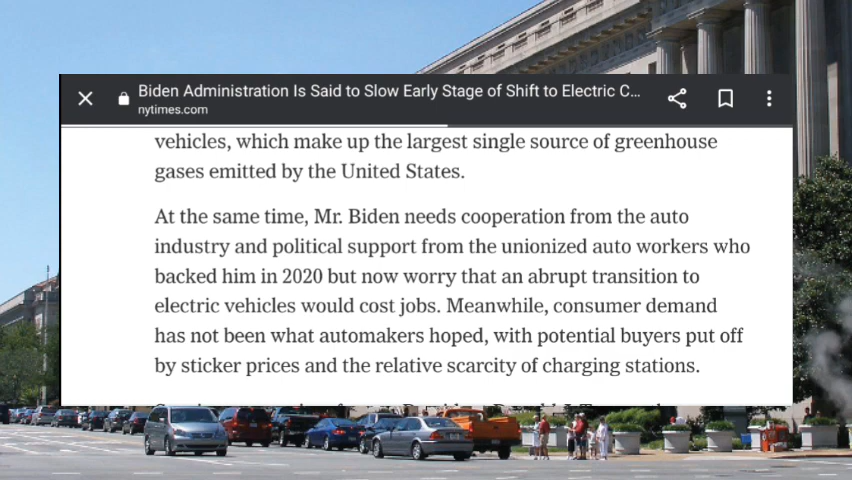 Biden Administration Is Said to Slow Early Stage of Shift to Electric C...
nytimes.com
vehicles, which make up the largest single source of greenhouse
gases emitted by the United States.
At the same time, Mr. Biden needs cooperation from the auto
industry and political support from the unionized auto workers who
backed him in 2020 but now worry that an abrupt transition to
electric vehicles would cost jobs. Meanwhile, consumer demand
has not been what automakers hoped, with potential buyers put off
by sticker prices and the relative scarcity of charging stations.